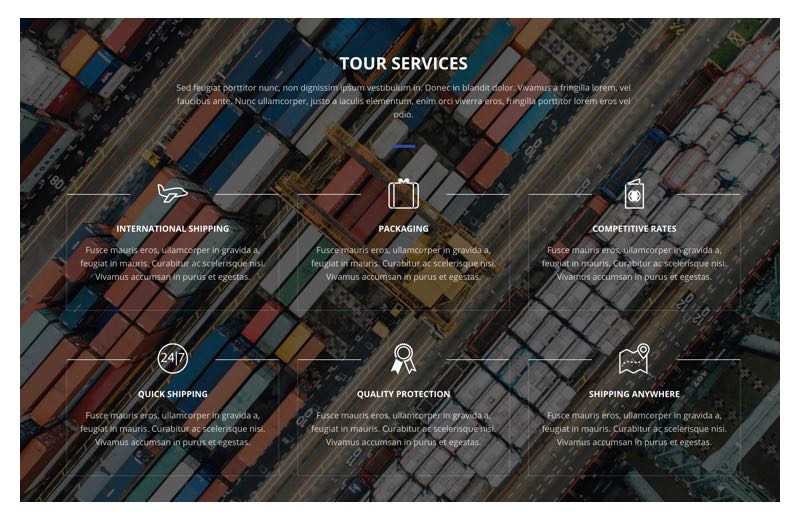 TOUR SERVICES
Sed feugiat porttitor nunc, non dignissim ipsum vestibulum in. Donec in blandit dolor. Vivamus a fringilla lorem, vel
faucibus ante. Nunc ullamcorper, justo a iaculis elementum, enim orci viverra eros, fringilla porttitor lorem eros vel
odio.
INTERNATIONAL SHIPPING
Fusce mauris eros, ullamcorper in gravida a,
feugiat in mauris. Curabitur ac scelerisque nisi.
Vivamus accumsan in purus et egestas.
PACKAGING
Fusce mauris eros, ullamcorper in gravida a,
feugiat in mauris. Curabitur ac scelerisque nisi.
Vivamus accumsan in purus et egestas.
COMPETITIVE RATES
Fusce mauris eros, ullamcorper in gravida a,
feugiat in mauris. Curabitur ac scelerisque nisi.
Vivamus accumsan in purus et egestas.
24|7
QUICK SHIPPING
Fusce mauris eros, ullamcorper in gravida a,
feugiat in mauris. Curabitur ac scelerisque nisi.
Vivamus accumsan in purus et egestas.
QUALITY PROTECTION
Fusce mauris eros, ullamcorper in gravida a,
feugiat in mauris. Curabitur ac scelerisque nisi.
Vivamus accumsan in purus et egestas.
SHIPPING ANYWHERE
Fusce mauris eros, ullamcorper in gravida a,
feugiat in mauris. Curabitur ac scelerisque nisi.
Vivamus accumsan in purus et egestas.